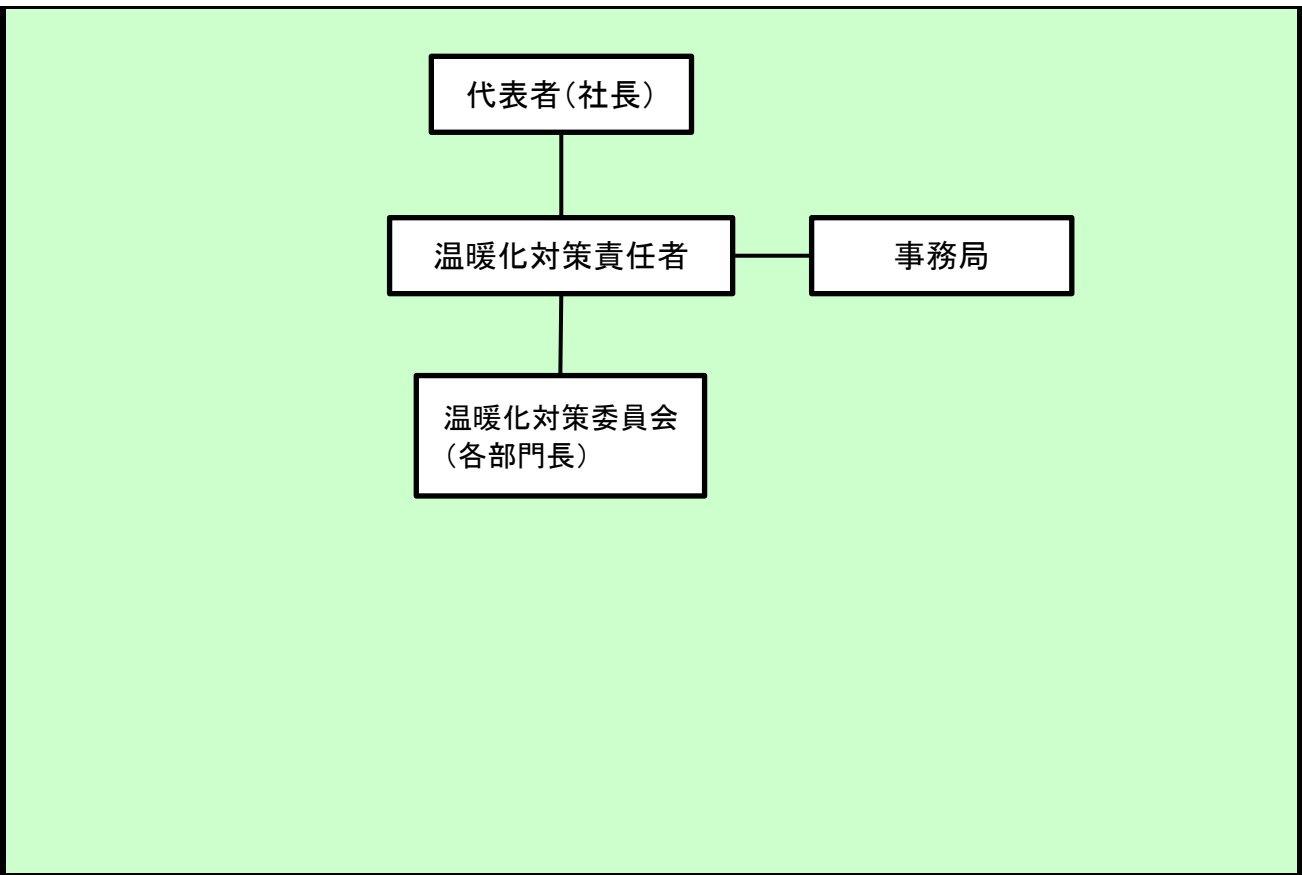 代表者（社長）
温暖化対策責任者
事務局
温暖化対策委員会
（各部門長）